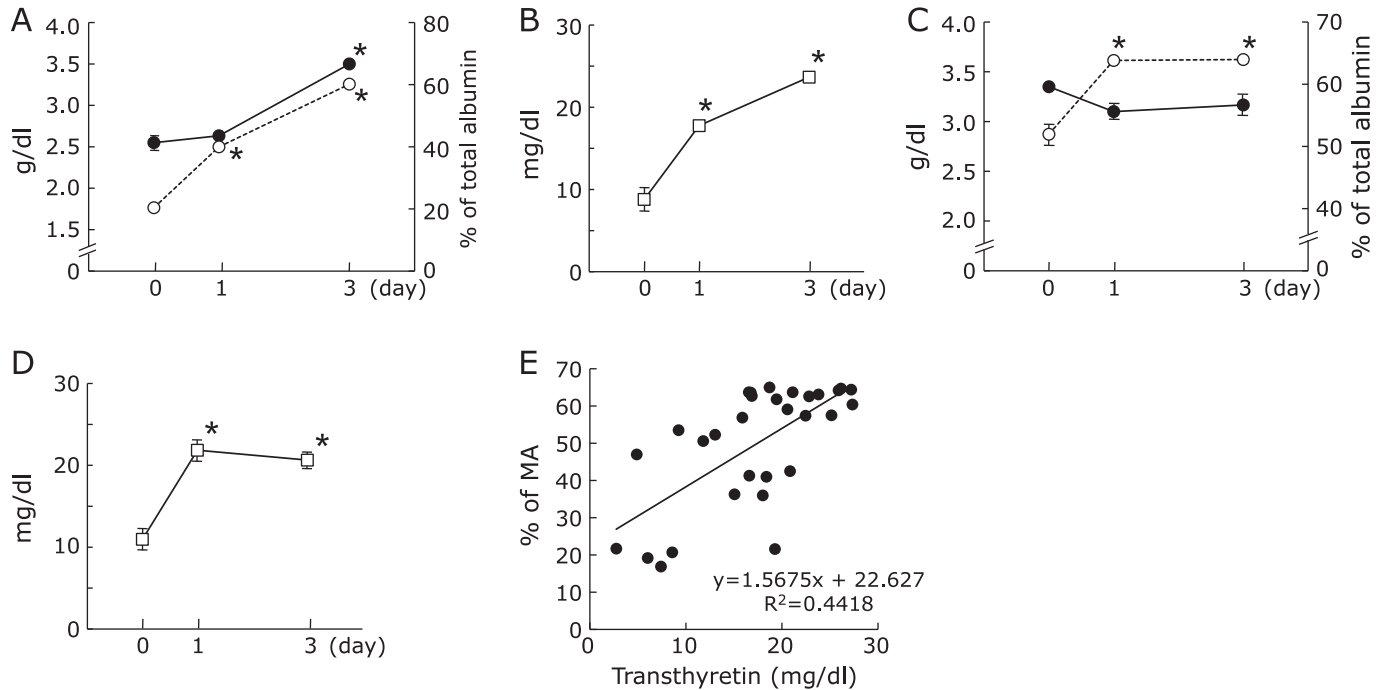 A
4.0
3.5
3.0
2.5
2.0
1.5
0
g/dl
80
60
40
20
0
% of total albumin
* * *
0 1 3 (day)
B
30
20
10
0
mg/dl
* *
0 1 3 (day)
C
4.0
3.5
3.0
2.5
2.0
0
g/dl
70
60
50
40
0
% of total albumin
* *
0 1 3 (day)
D
30
20
10
0
mg/dl
* *
0 1 3 (day)
E
70
60
50
40
30
20
10
0
% of MA
y=1.5675x + 22.627
R²=0.4418
0 10 20 30
Transthyretin (mg/dl)